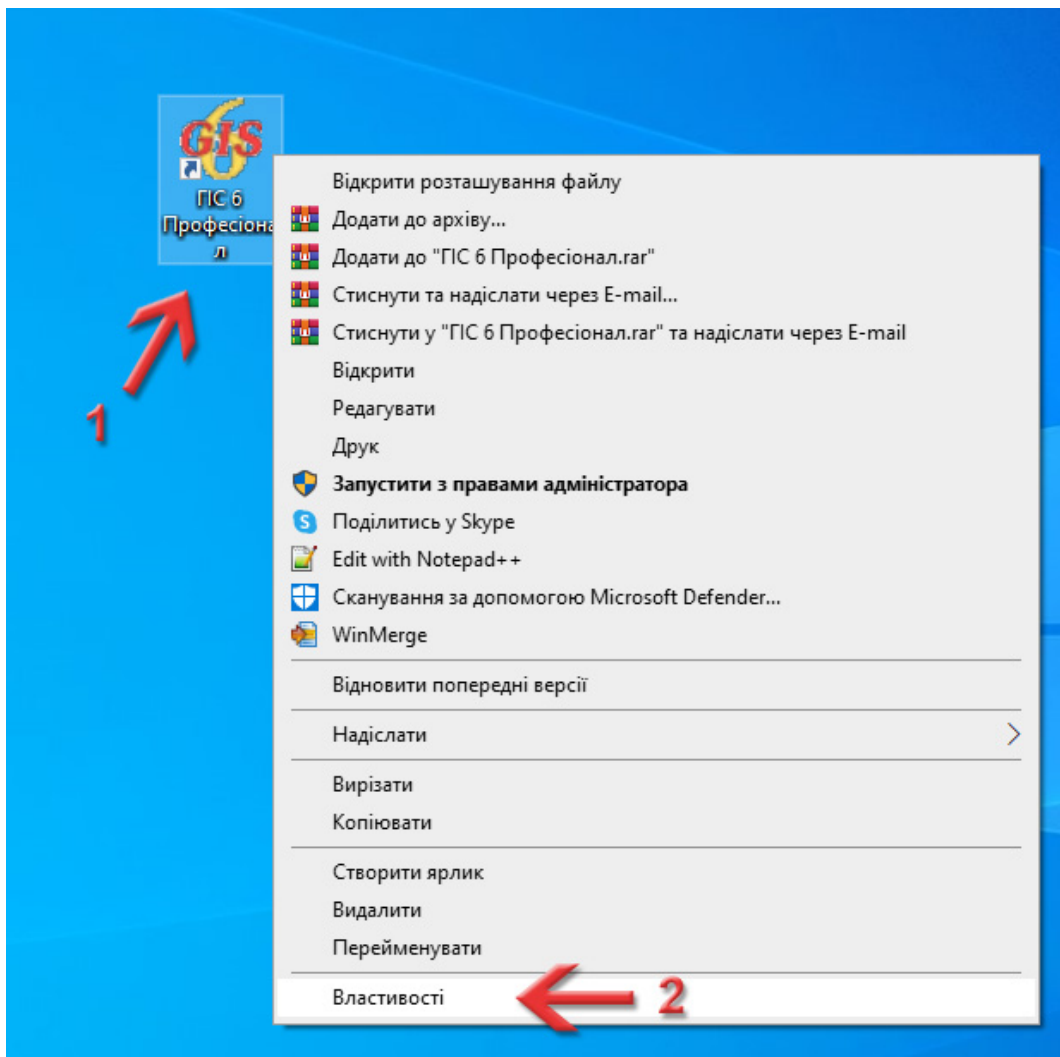 GIS
6
ГІС 6
Професіона
л
1
Відкрити розташування файлу
Додати до архіву...
Додати до "ГІС 6 Професіонал.rar"
Стиснути та надіслати через E-mail...
Стиснути у "ГІС 6 Професіонал.rar" та надіслати через E-mail
Відкрити
Редагувати
Друк
Запустити з правами адміністратора
Поділитись у Skype
Edit with Notepad++
Сканування за допомогою Microsoft Defender...
WinMerge
Відновити попередні версії
Надіслати
Вирізати
Копіювати
Створити ярлик
Видалити
Перейменувати
Властивості 2